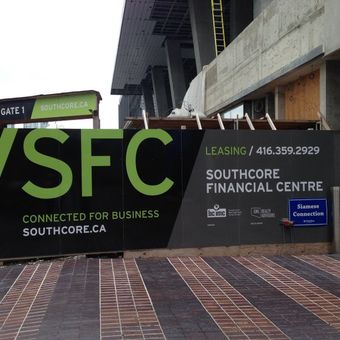 GATE 1
SOUTHCORE.CA
/SFC
CONNECTED FOR BUSINESS
SOUTHCORE.CA
LEASING / 416.359.2929
SOUTHCORE
FINANCIAL CENTRE
bcIMC
Siamese
Connection